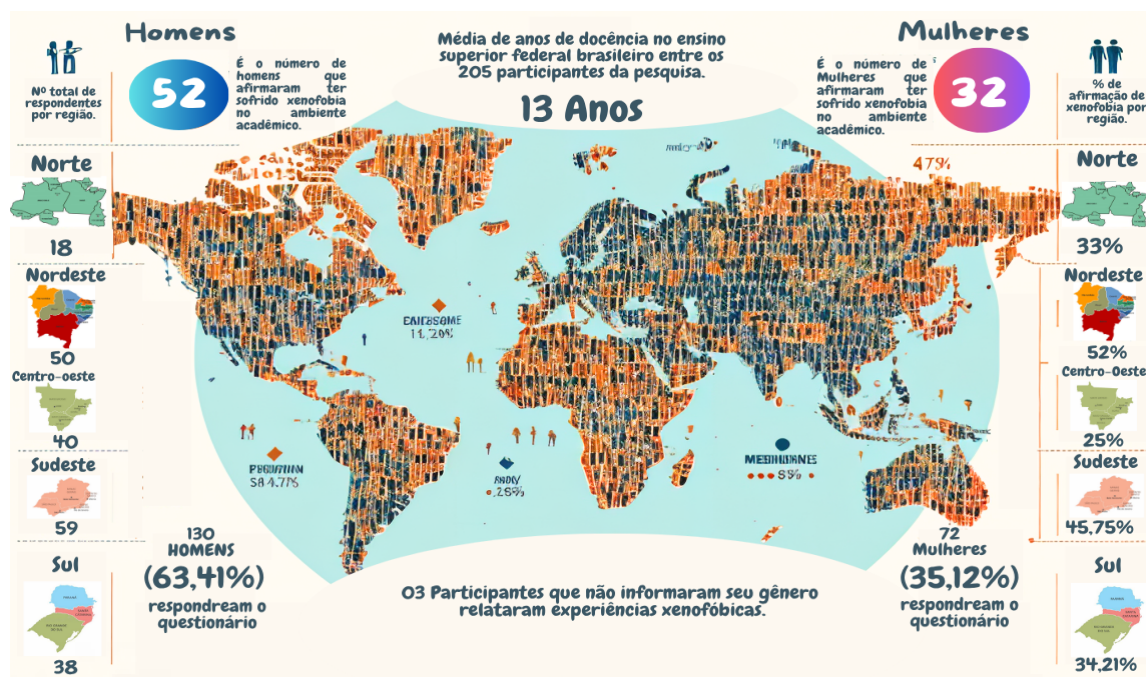 Homens
52
É o número de
homens que
afirmaram ter
sofrido xenofobia
no ambiente
acadêmico.
Média de anos de docência no ensino
superior federal brasileiro entre os
205 participantes da pesquisa.
13 Anos
Mulheres
É o número de
Mulheres que
afirmaram ter
sofrido xenofobia
no ambiente
acadêmico.
32
Nº total de
respondentes
por região.
Norte
18
Nordeste
50
Centro-oeste
40
Sudeste
59
Sul
38
% de
afirmação de
xenofobia por
região.
Norte
33%
Nordeste
52%
Centro-Oeste
25%
Sudeste
45,75%
Sul
34,21%
47%
130
HOMENS
(63,41%)
respondream o
questionário
03 Participantes que não informaram seu gênero
relataram experiências xenofóbicas.
72
Mulheres
(35,12%)
respondream o
questionário